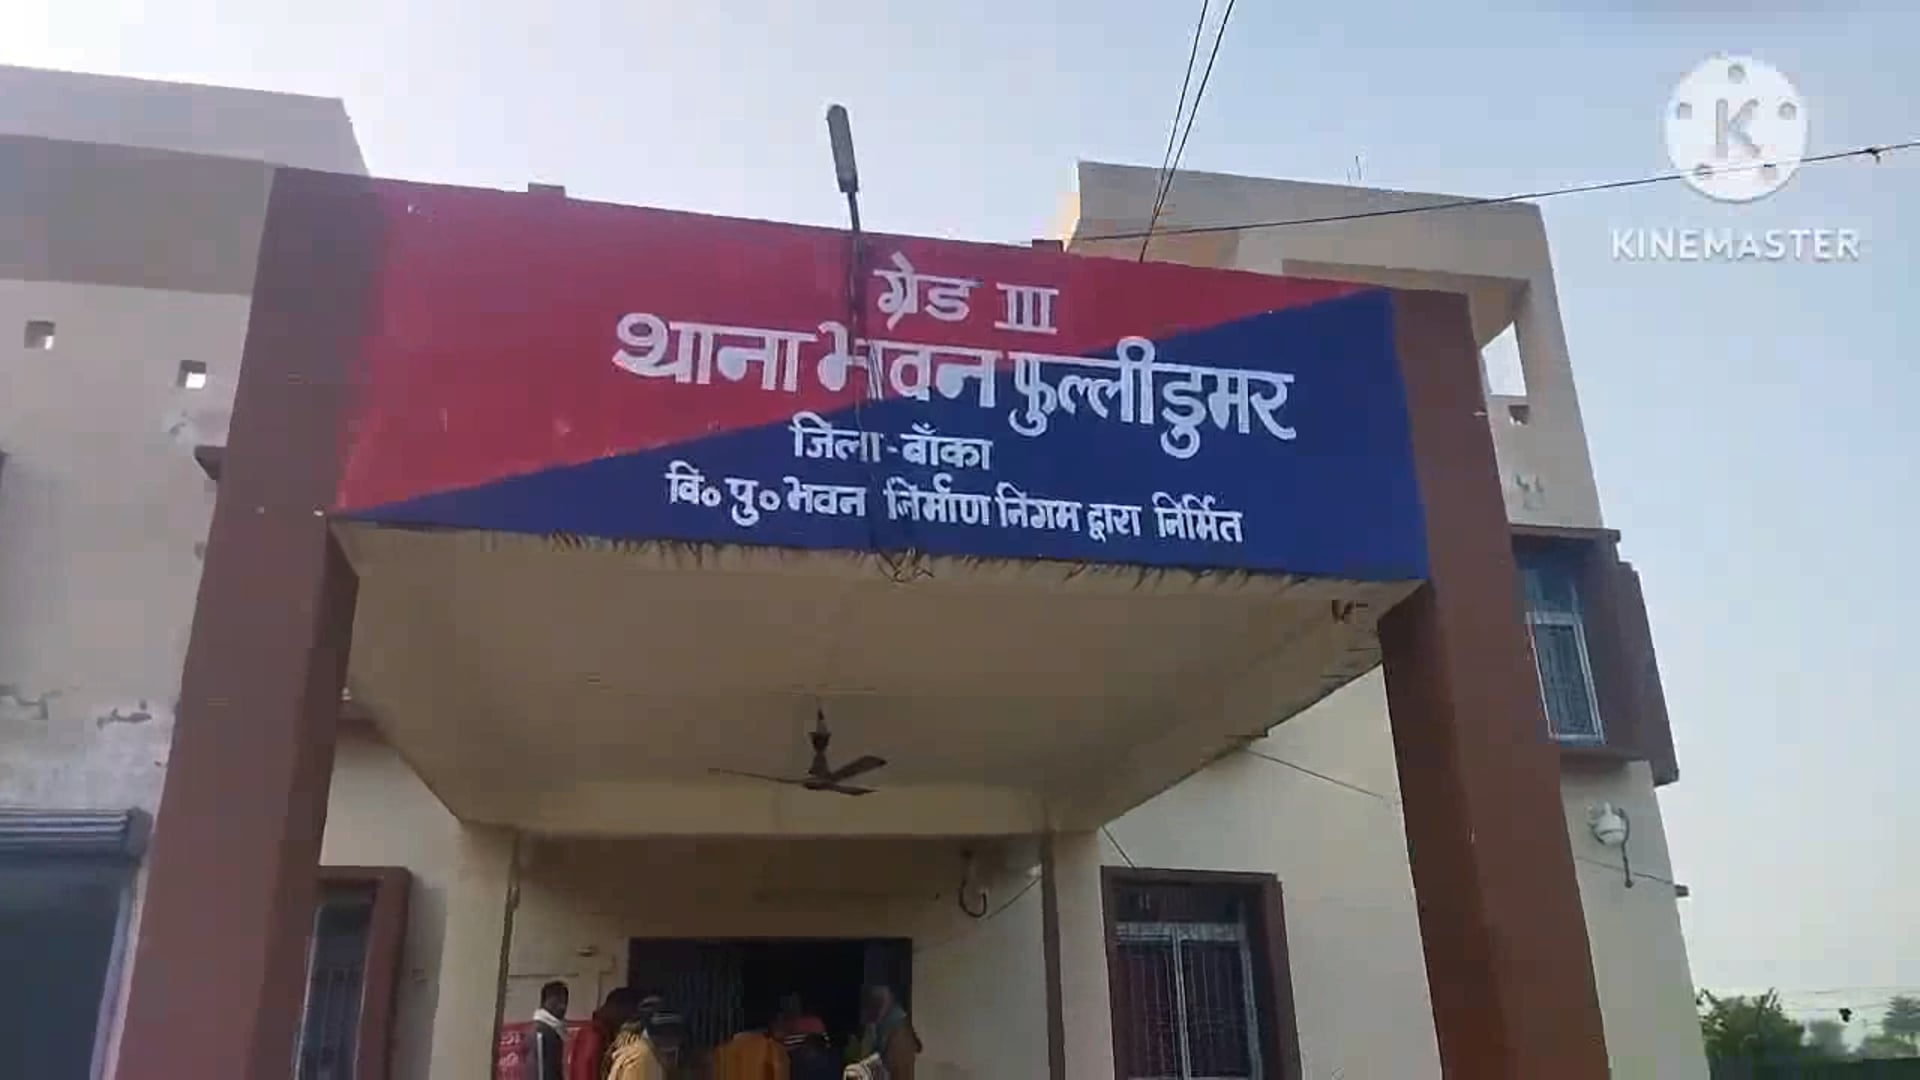 ग्रेड III
थाना भवन फुल्लीडुमर
जिला-बाँका
वि० पु० भवन निर्माण निगम द्वारा निर्मित
K
KINEMASTER